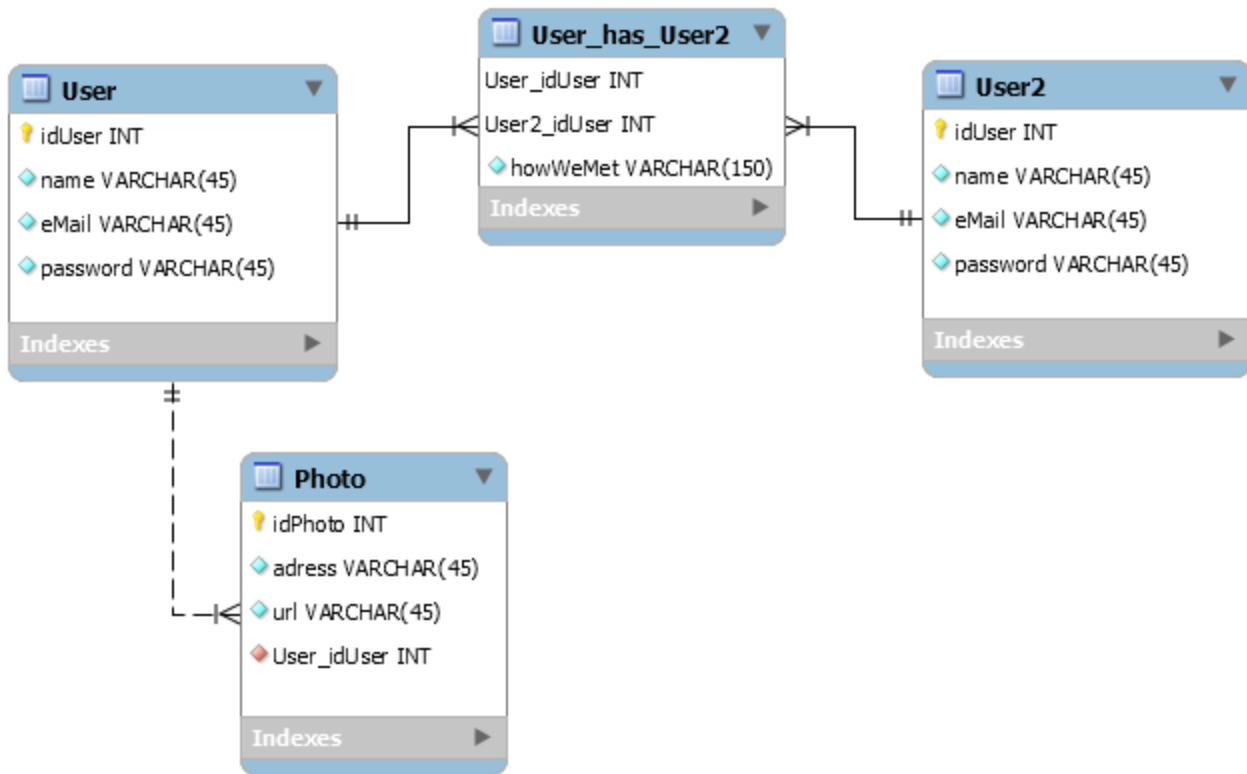 User
idUser INT
name VARCHAR(45)
eMail VARCHAR(45)
password VARCHAR(45)
Indexes
User_has_User2
User_idUser INT
User2_idUser INT
howWeMet VARCHAR(150)
Indexes
User2
idUser INT
name VARCHAR(45)
eMail VARCHAR(45)
password VARCHAR(45)
Indexes
Photo
idPhoto INT
adress VARCHAR(45)
url VARCHAR(45)
User_idUser INT
Indexes